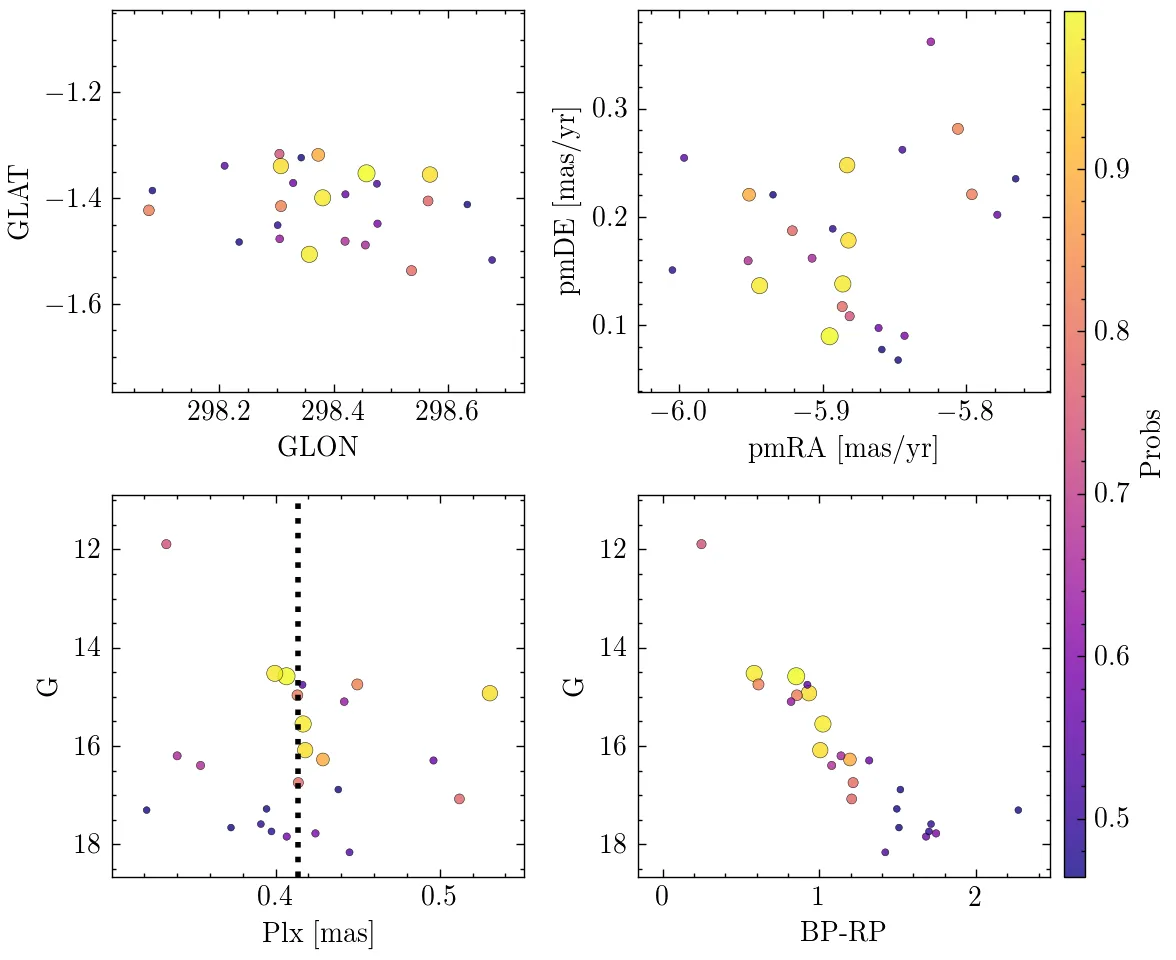 −1.2
−1.4
−1.6
GLAT
298.2 298.4 298.6
GLON
0.3
0.2
0.1
pmDE [mas/yr]
−6.0 −5.9 −5.8
pmRA [mas/yr]
12
14
16
18
G
0.4 0.5
Plx [mas]
12
14
16
18
G
0 1 2
BP-RP
0.9
0.8
0.7
0.6
0.5
Probs